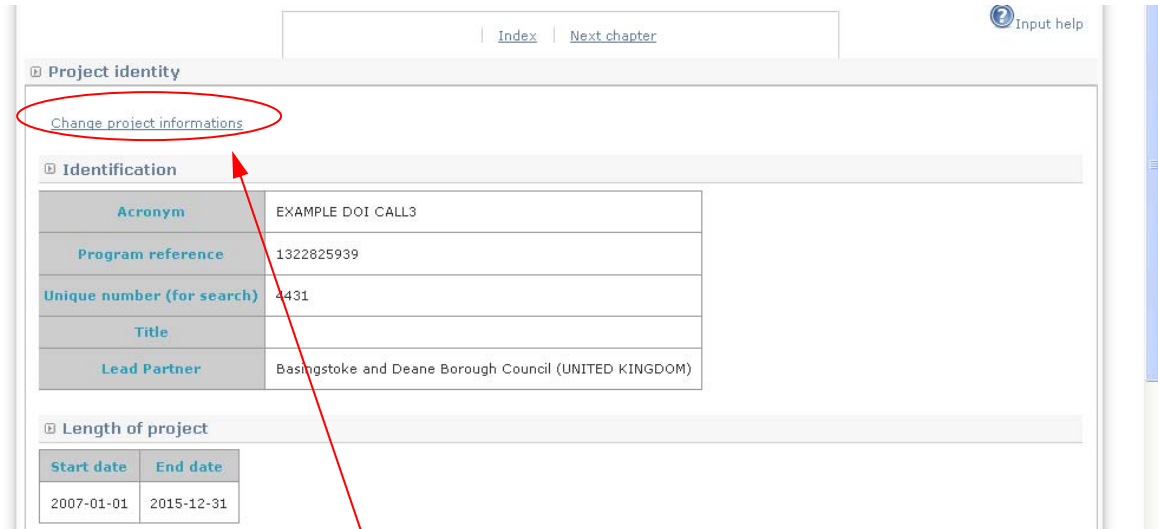 Index | Next chapter
Input help
Project identity
Change project informations
Identification
Acronym EXAMPLE DOI CALL3
Program reference 1322825939
Unique number (for search) 4431
Title
Lead Partner Basingstoke and Deane Borough Council (UNITED KINGDOM)
Length of project
Start date End date
2007-01-01 2015-12-31